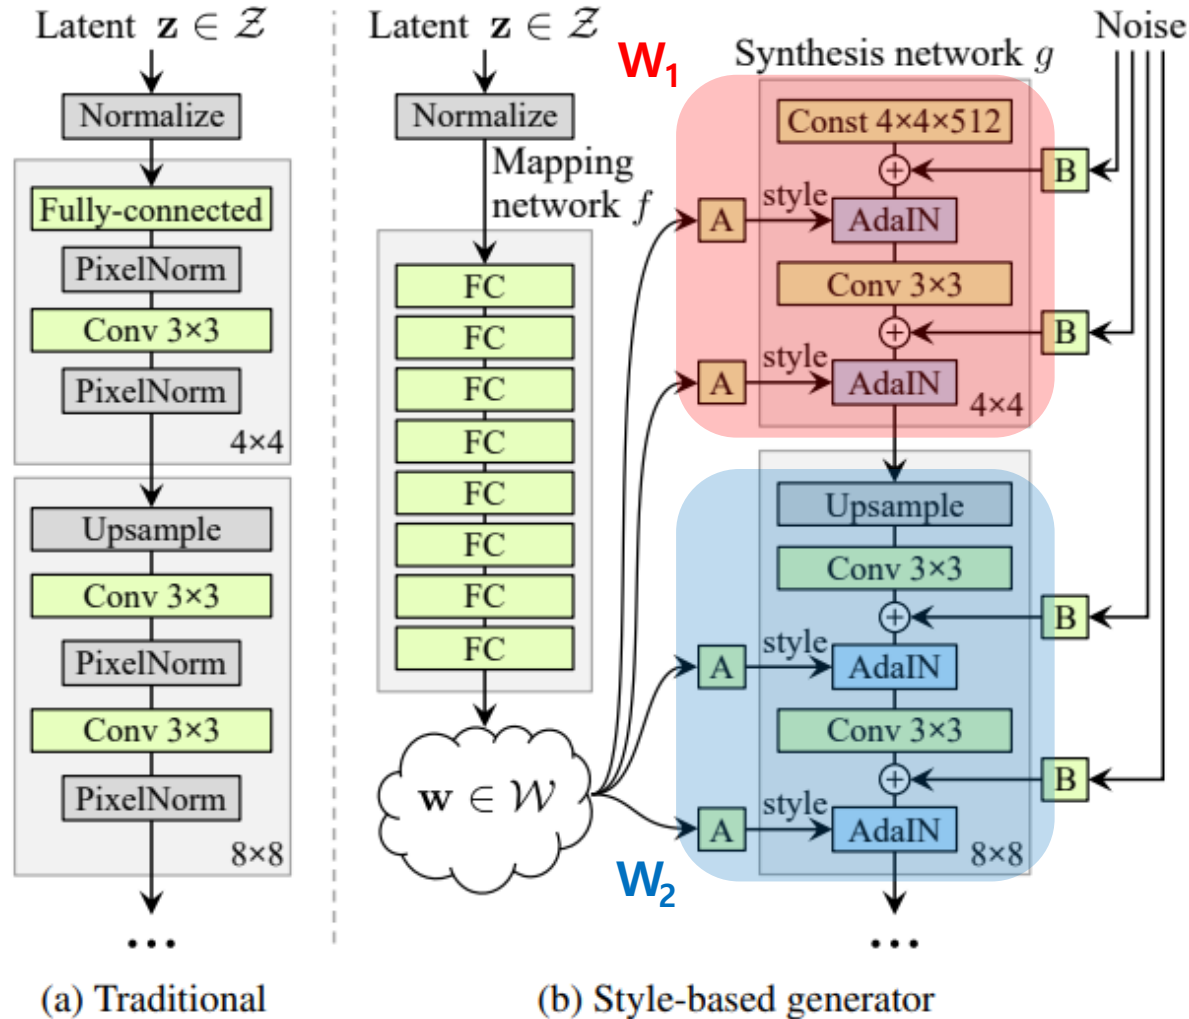 Latent z ∈ 𝒵
Normalize
Fully-connected
PixelNorm
Conv 3×3
PixelNorm
4×4
Upsample
Conv 3×3
PixelNorm
Conv 3×3
PixelNorm
8×8
...
(a) Traditional
Latent z ∈ 𝒵
Normalize
Mapping
network f
FC
FC
FC
FC
FC
FC
FC
FC
w ∈ 𝒲
W₁
Synthesis network g
Noise
Const 4×4×512
B
A
style
AdaIN
Conv 3×3
B
A
style
AdaIN
4×4
Upsample
Conv 3×3
B
A
style
AdaIN
Conv 3×3
B
A
style
AdaIN
8×8
W₂
...
(b) Style-based generator